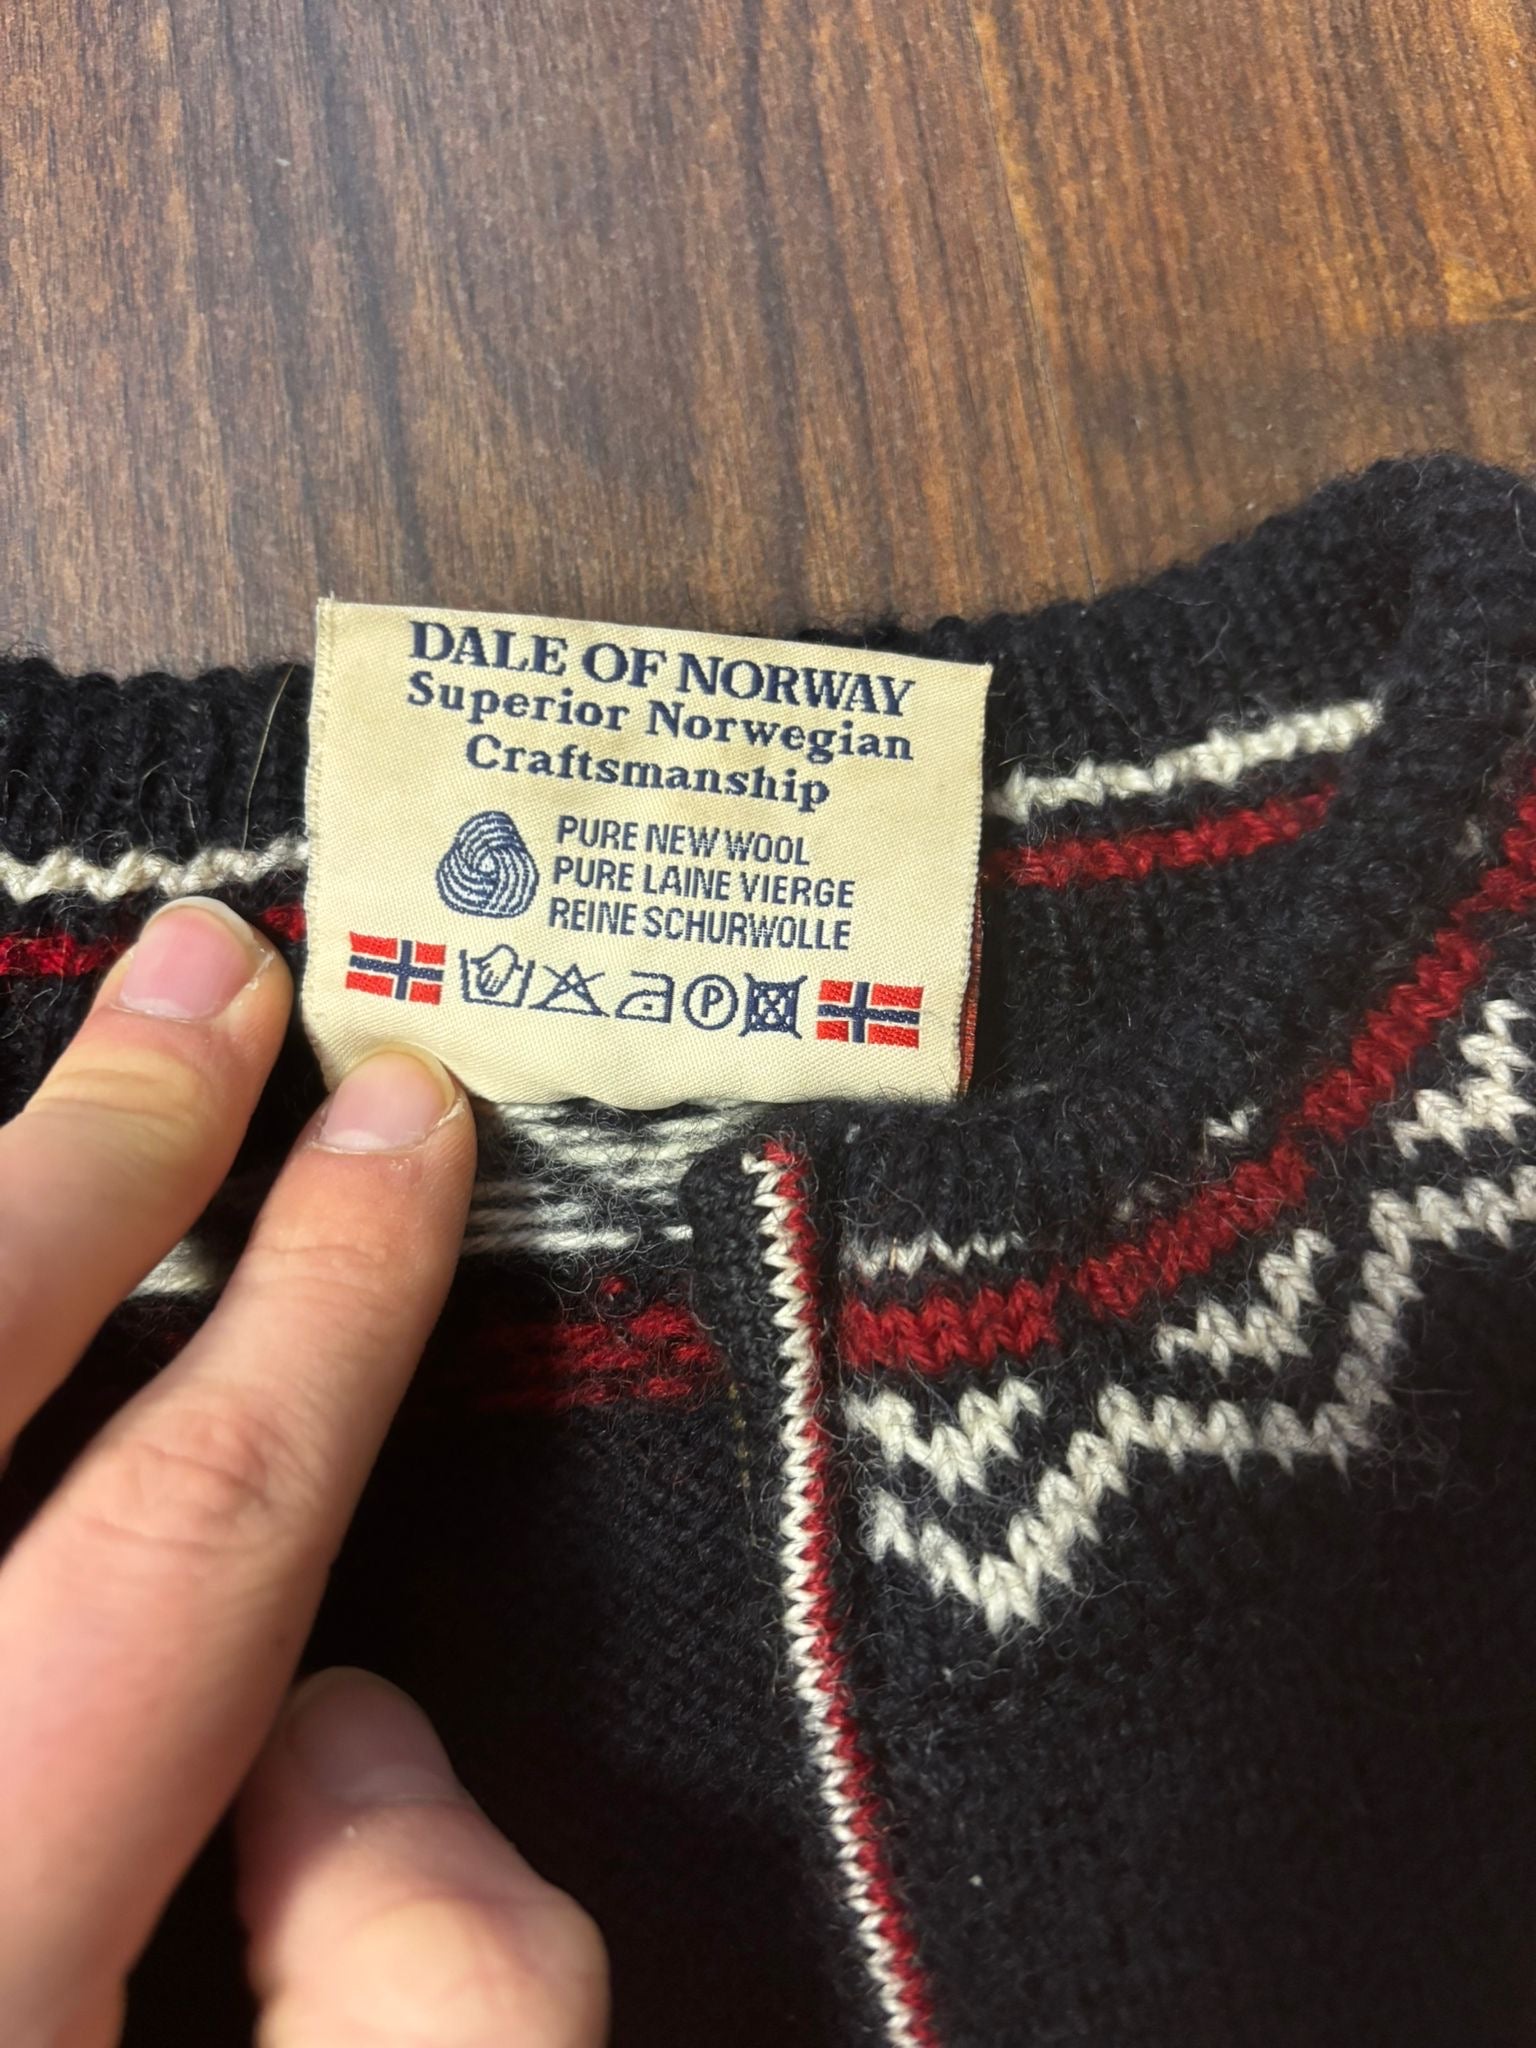 DALE OF NORWAY
Superior Norwegian
Craftsmanship
PURE NEW WOOL
PURE LAINE VIERGE
REINE SCHURWOLLE
P